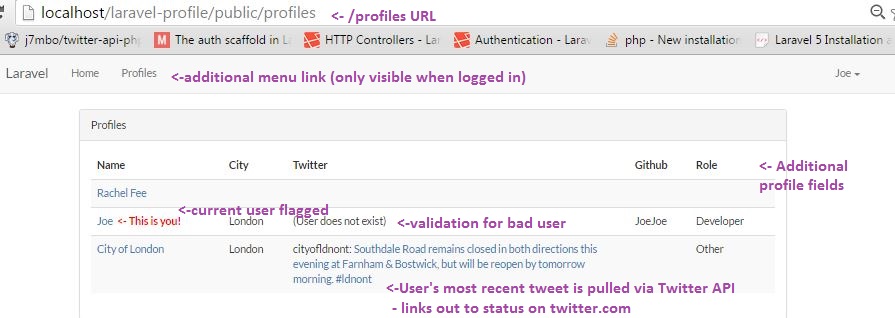 localhost/laravel-profile/public/profiles <- /profiles URL
j7mbo/twitter-api-php The auth scaffold in L HTTP Controllers - Lar Authentication - Larav php - New installation Laravel 5 Installation a
Laravel Home Profiles <-additional menu link (only visible when logged in) Joe
Profiles
Name City Twitter Github Role <- Additional
profile fields
Rachel Fee
<-current user flagged
Joe <- This is you! London (User does not exist) <-validation for bad user JoeJoe Developer
City of London London cityofldnont: Southdale Road remains closed in both directions this Other
evening at Farnham & Bostwick, but will be reopen by tomorrow
morning. #ldnont
<-User's most recent tweet is pulled via Twitter API
- links out to status on twitter.com